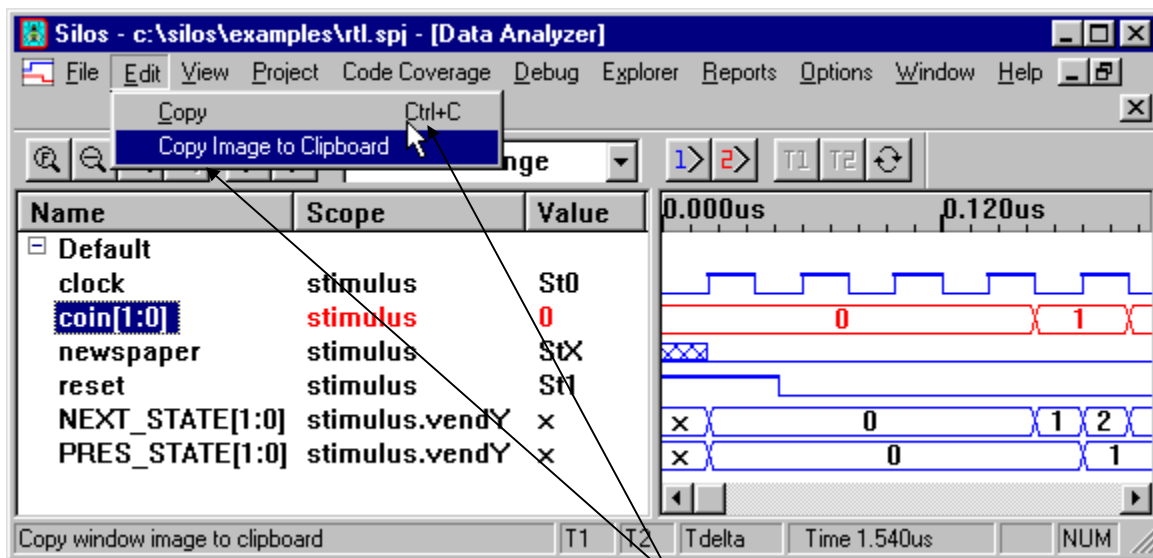 Silos - c:\silos\examples\rtl.spj - [Data Analyzer]
File Edit View Project Code Coverage Debug Explorer Reports Options Window Help
Copy Ctrl+C
Copy Image to Clipboard
nge 1 2 T1 T2
Name Scope Value 0.000us 0.120us
Default
clock stimulus St0
coin[1:0] stimulus 0 0 1
newspaper stimulus StX
reset stimulus St1
NEXT_STATE[1:0] stimulus.vendY x x 0 1 2
PRES_STATE[1:0] stimulus.vendY x x 0 1
Copy window image to clipboard T1 T2 Tdelta Time 1.540us NUM